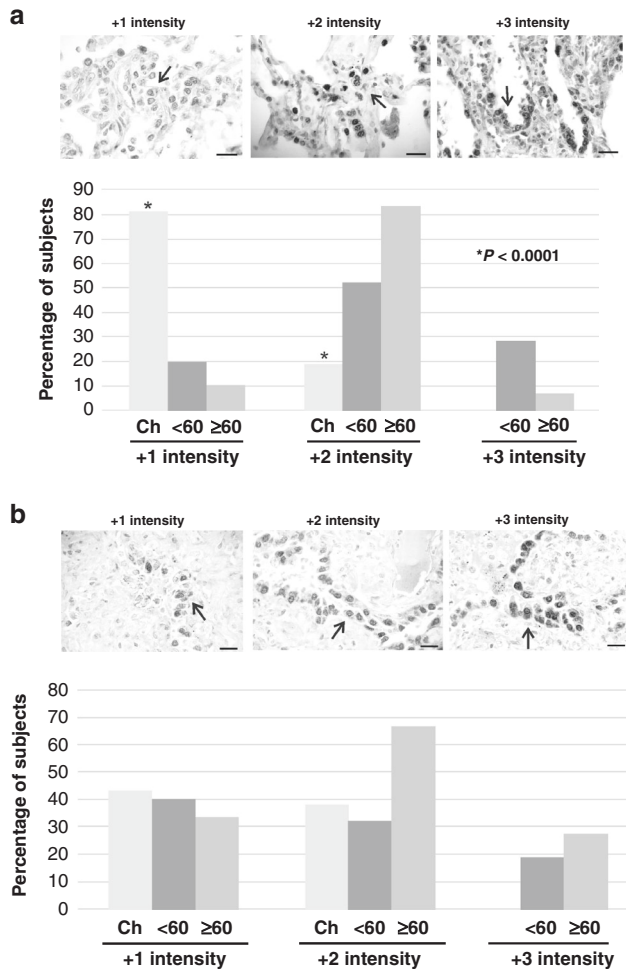 a
+1 intensity +2 intensity +3 intensity
Percentage of subjects
90
80
70
60
50
40
30
20
10
0
* *
*P < 0.0001
Ch <60 ≥60 Ch <60 ≥60 <60 ≥60
+1 intensity +2 intensity +3 intensity
b
+1 intensity +2 intensity +3 intensity
Percentage of subjects
80
70
60
50
40
30
20
10
0
Ch <60 ≥60 Ch <60 ≥60 <60 ≥60
+1 intensity +2 intensity +3 intensity